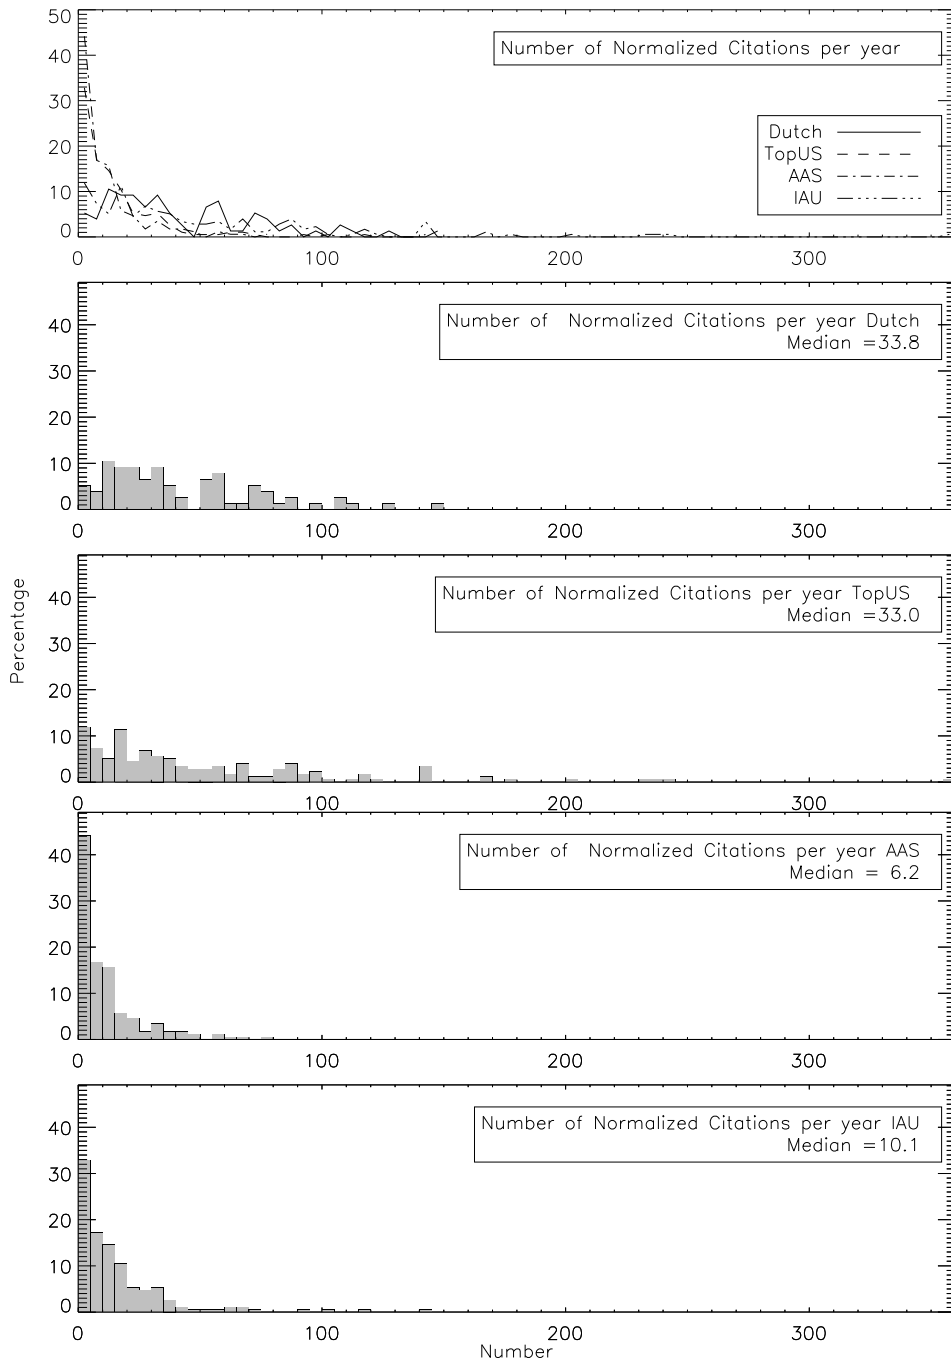 50
40
30
20
10
0
Number of Normalized Citations per year
Dutch
TopUS
AAS
IAU
0 100 200 300
40
30
20
10
0
Number of Normalized Citations per year Dutch
Median =33.8
0 100 200 300
Percentage
40
30
20
10
0
Number of Normalized Citations per year TopUS
Median =33.0
0 100 200 300
40
30
20
10
0
Number of Normalized Citations per year AAS
Median = 6.2
0 100 200 300
40
30
20
10
0
Number of Normalized Citations per year IAU
Median =10.1
0 100 200 300
Number